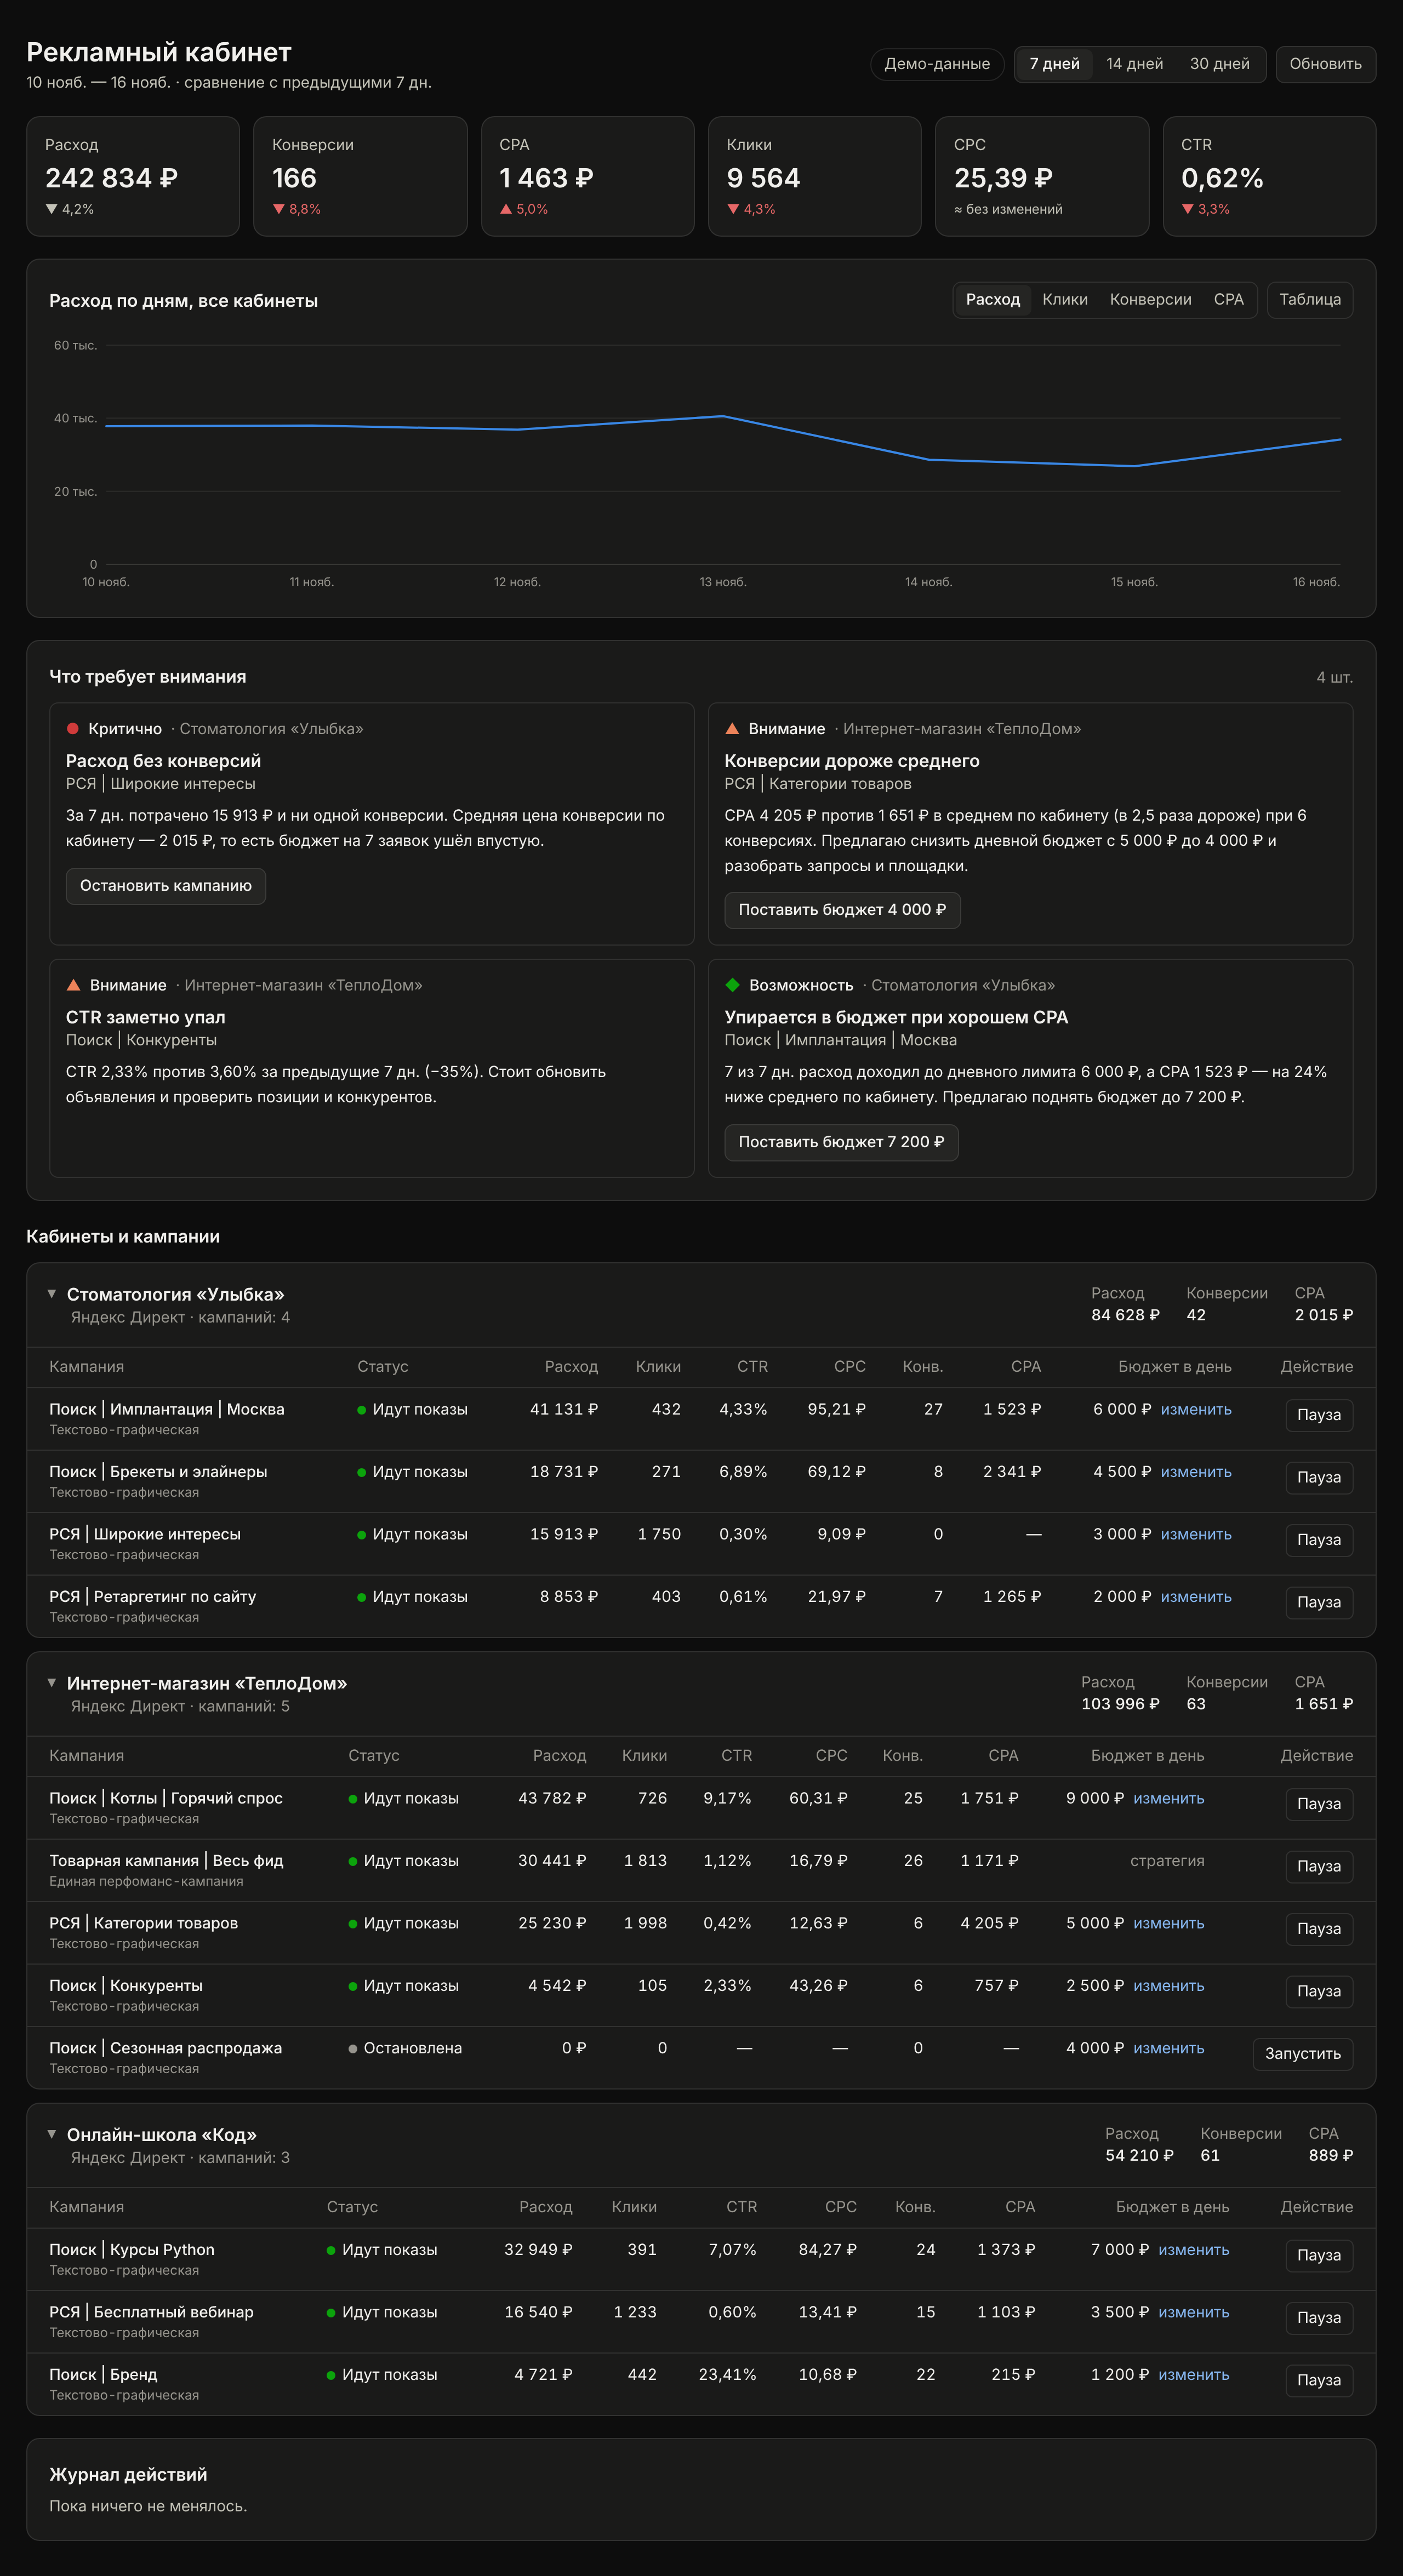 Рекламный кабинет
10 нояб. — 16 нояб. · сравнение с предыдущими 7 дн.
Демо-данные 7 дней 14 дней 30 дней Обновить
Расход
242 834 ₽
▼ 4,2%
Конверсии
166
▼ 8,8%
CPA
1 463 ₽
▲ 5,0%
Клики
9 564
▼ 4,3%
CPC
25,39 ₽
≈ без изменений
CTR
0,62%
▼ 3,3%
Расход по дням, все кабинеты
Расход Клики Конверсии CPA Таблица
60 тыс.
40 тыс.
20 тыс.
0
10 нояб. 11 нояб. 12 нояб. 13 нояб. 14 нояб. 15 нояб. 16 нояб.
Что требует внимания 4 шт.
Критично · Стоматология «Улыбка»
Расход без конверсий
РСЯ | Широкие интересы
За 7 дн. потрачено 15 913 ₽ и ни одной конверсии. Средняя цена конверсии по
кабинету — 2 015 ₽, то есть бюджет на 7 заявок ушёл впустую.
Остановить кампанию
Внимание · Интернет-магазин «ТеплоДом»
Конверсии дороже среднего
РСЯ | Категории товаров
CPA 4 205 ₽ против 1 651 ₽ в среднем по кабинету (в 2,5 раза дороже) при 6
конверсиях. Предлагаю снизить дневной бюджет с 5 000 ₽ до 4 000 ₽ и
разобрать запросы и площадки.
Поставить бюджет 4 000 ₽
Внимание · Интернет-магазин «ТеплоДом»
CTR заметно упал
Поиск | Конкуренты
CTR 2,33% против 3,60% за предыдущие 7 дн. (−35%). Стоит обновить
объявления и проверить позиции и конкурентов.
Возможность · Стоматология «Улыбка»
Упирается в бюджет при хорошем CPA
Поиск | Имплантация | Москва
7 из 7 дн. расход доходил до дневного лимита 6 000 ₽, а CPA 1 523 ₽ — на 24%
ниже среднего по кабинету. Предлагаю поднять бюджет до 7 200 ₽.
Поставить бюджет 7 200 ₽
Кабинеты и кампании
▼ Стоматология «Улыбка»
Яндекс Директ · кампаний: 4
Расход Конверсии CPA
84 628 ₽ 42 2 015 ₽
Кампания Статус Расход Клики CTR CPC Конв. CPA Бюджет в день Действие
Поиск | Имплантация | Москва Идут показы 41 131 ₽ 432 4,33% 95,21 ₽ 27 1 523 ₽ 6 000 ₽ изменить Пауза
Текстово-графическая
Поиск | Брекеты и элайнеры Идут показы 18 731 ₽ 271 6,89% 69,12 ₽ 8 2 341 ₽ 4 500 ₽ изменить Пауза
Текстово-графическая
РСЯ | Широкие интересы Идут показы 15 913 ₽ 1 750 0,30% 9,09 ₽ 0 — 3 000 ₽ изменить Пауза
Текстово-графическая
РСЯ | Ретаргетинг по сайту Идут показы 8 853 ₽ 403 0,61% 21,97 ₽ 7 1 265 ₽ 2 000 ₽ изменить Пауза
Текстово-графическая
▼ Интернет-магазин «ТеплоДом»
Яндекс Директ · кампаний: 5
Расход Конверсии CPA
103 996 ₽ 63 1 651 ₽
Кампания Статус Расход Клики CTR CPC Конв. CPA Бюджет в день Действие
Поиск | Котлы | Горячий спрос Идут показы 43 782 ₽ 726 9,17% 60,31 ₽ 25 1 751 ₽ 9 000 ₽ изменить Пауза
Текстово-графическая
Товарная кампания | Весь фид Идут показы 30 441 ₽ 1 813 1,12% 16,79 ₽ 26 1 171 ₽ стратегия Пауза
Единая перфоманс-кампания
РСЯ | Категории товаров Идут показы 25 230 ₽ 1 998 0,42% 12,63 ₽ 6 4 205 ₽ 5 000 ₽ изменить Пауза
Текстово-графическая
Поиск | Конкуренты Идут показы 4 542 ₽ 105 2,33% 43,26 ₽ 6 757 ₽ 2 500 ₽ изменить Пауза
Текстово-графическая
Поиск | Сезонная распродажа Остановлена 0 ₽ 0 — — 0 — 4 000 ₽ изменить Запустить
Текстово-графическая
▼ Онлайн-школа «Код»
Яндекс Директ · кампаний: 3
Расход Конверсии CPA
54 210 ₽ 61 889 ₽
Кампания Статус Расход Клики CTR CPC Конв. CPA Бюджет в день Действие
Поиск | Курсы Python Идут показы 32 949 ₽ 391 7,07% 84,27 ₽ 24 1 373 ₽ 7 000 ₽ изменить Пауза
Текстово-графическая
РСЯ | Бесплатный вебинар Идут показы 16 540 ₽ 1 233 0,60% 13,41 ₽ 15 1 103 ₽ 3 500 ₽ изменить Пауза
Текстово-графическая
Поиск | Бренд Идут показы 4 721 ₽ 442 23,41% 10,68 ₽ 22 215 ₽ 1 200 ₽ изменить Пауза
Текстово-графическая
Журнал действий
Пока ничего не менялось.